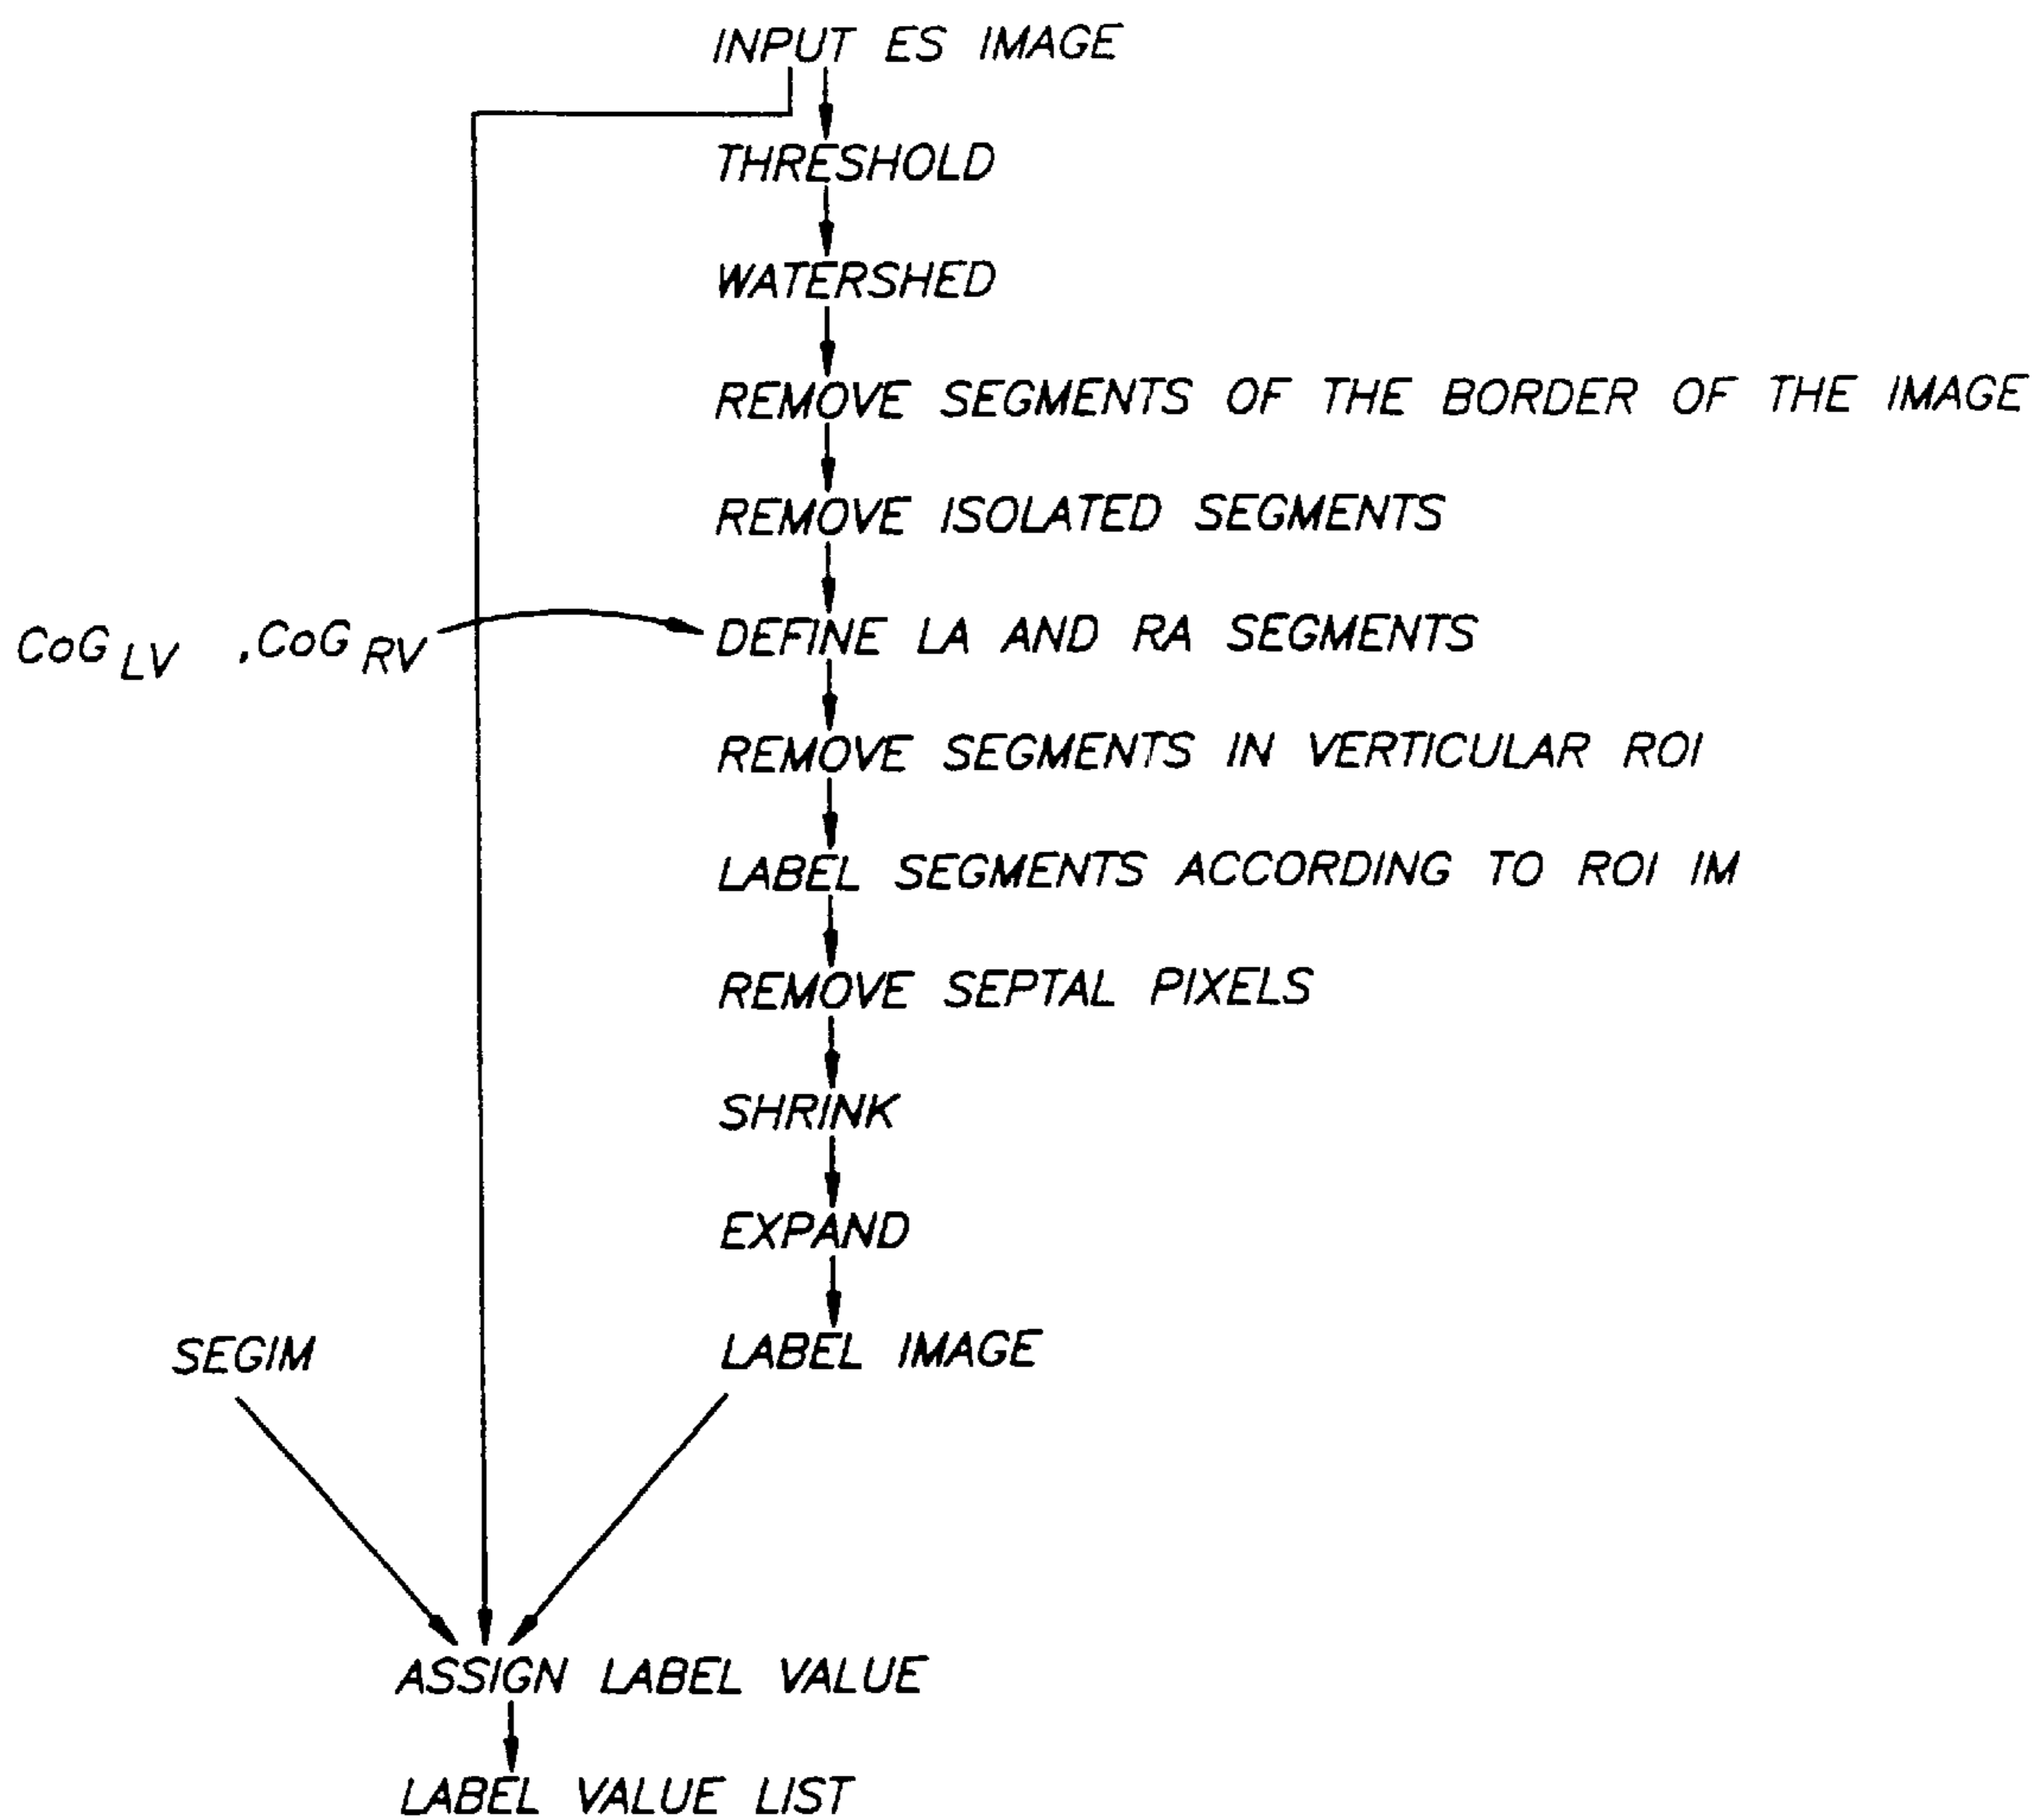 INPUT ES IMAGE
THRESHOLD
WATERSHED
REMOVE SEGMENTS OF THE BORDER OF THE IMAGE
REMOVE ISOLATED SEGMENTS
CoG LV .CoG RV
DEFINE LA AND RA SEGMENTS
REMOVE SEGMENTS IN VERTICULAR ROI
LABEL SEGMENTS ACCORDING TO ROI IM
REMOVE SEPTAL PIXELS
SHRINK
EXPAND
SEGIM
LABEL IMAGE
ASSIGN LABEL VALUE
LABEL VALUE LIST